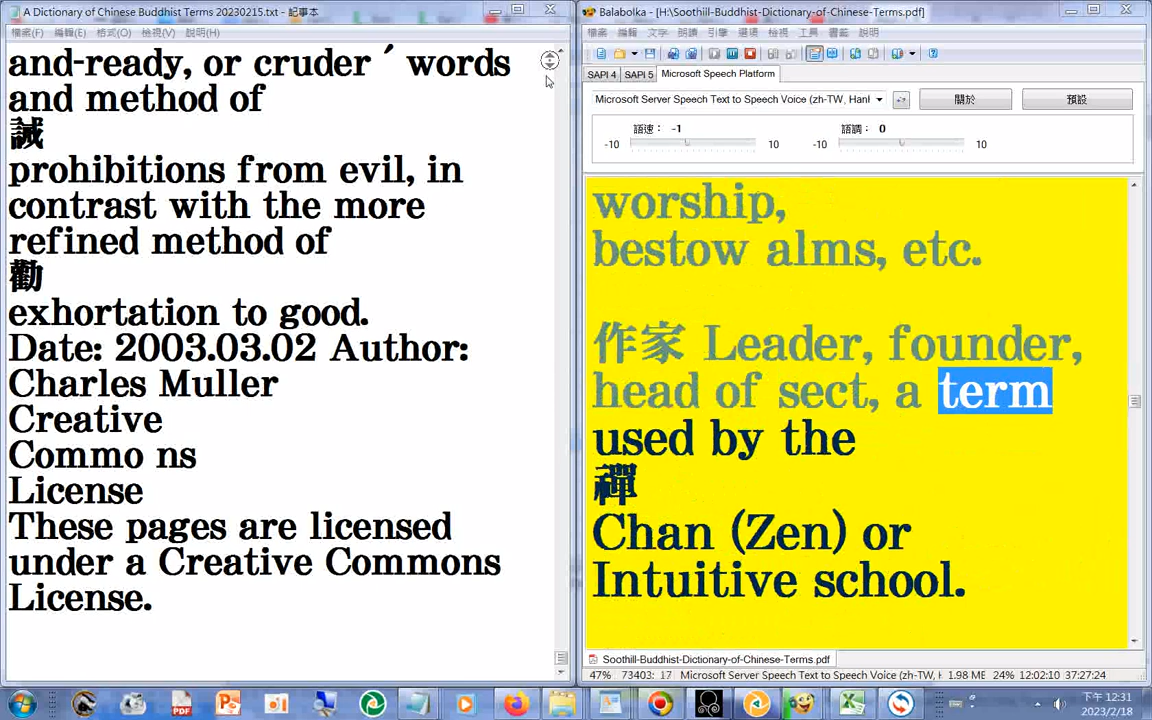 A Dictionary of Chinese Buddhist Terms 20230215.txt - 記事本
檔案(F) 編輯(E) 格式(O) 檢視(V) 說明(H)
and-ready, or cruder ˊ words
and method of
誡
prohibitions from evil, in
contrast with the more
refined method of
勸
exhortation to good.
Date: 2003.03.02 Author:
Charles Muller
Creative
Commo ns
License
These pages are licensed
under a Creative Commons
License.
Balabolka - [H:\Soothill-Buddhist-Dictionary-of-Chinese-Terms.pdf]
檔案 編輯 文字 朗讀 引擎 選項 檢視 工具 書籤 說明
SAPI 4 SAPI 5 Microsoft Speech Platform
Microsoft Server Speech Text to Speech Voice (zh-TW, Hanl
關於 預設
語速： -1 語調： 0
-10 10 -10 10
worship,
bestow alms, etc.
作家 Leader, founder,
head of sect, a term
used by the
禪
Chan (Zen) or
Intuitive school.
Soothill-Buddhist-Dictionary-of-Chinese-Terms.pdf
47% 73403: 17 Microsoft Server Speech Text to Speech Voice (zh-TW, H 1.98 MB 24% 12:02:10 37:27:24
下午 12:31
2023/2/18